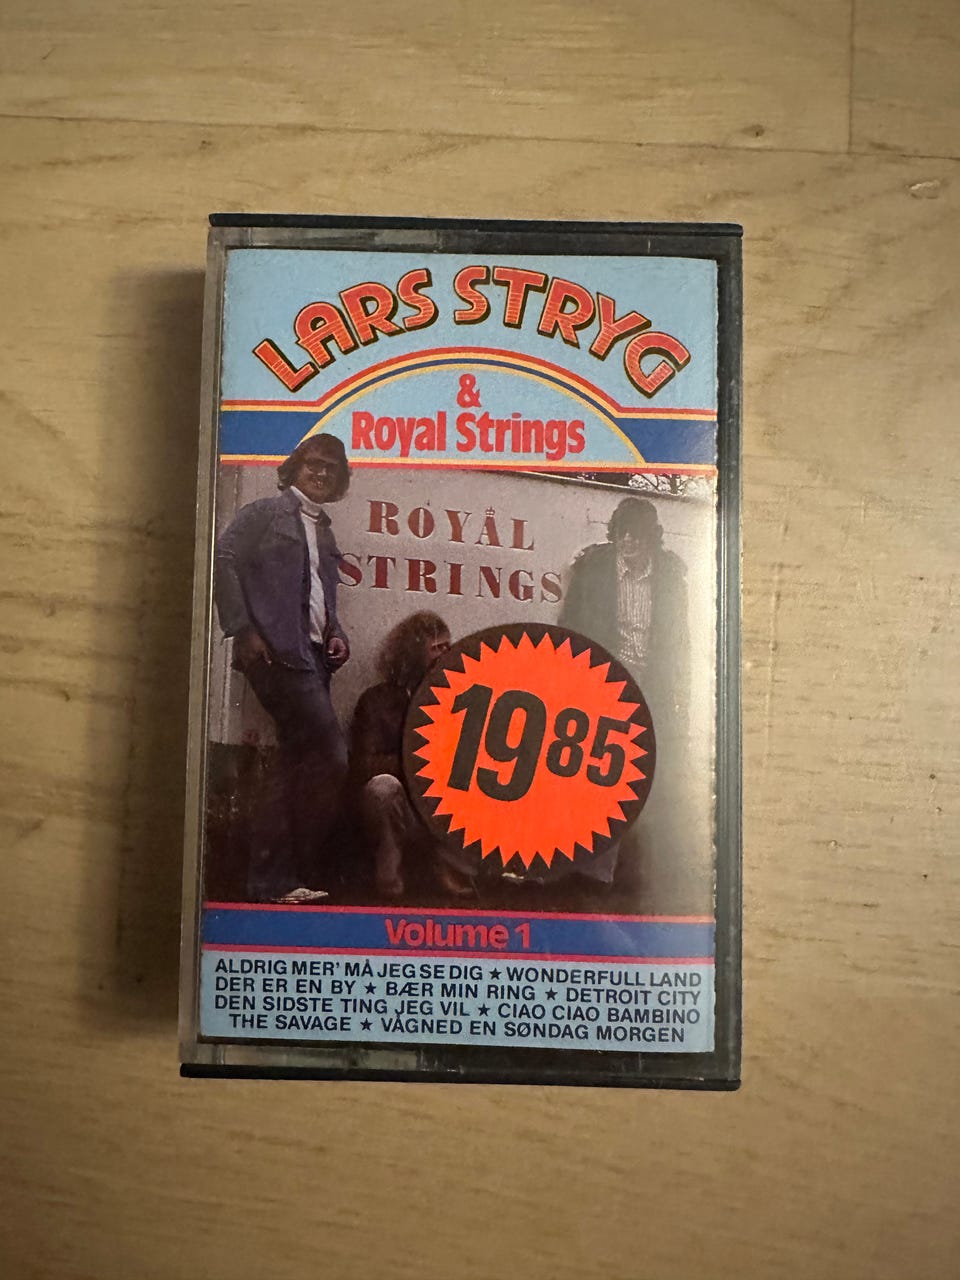 LARS STRYG
&
Royal Strings
ROYAL
STRINGS
1985
Volume 1
ALDRIG MER' MÅ JEG SE DIG ★ WONDERFULL LAND
DER ER EN BY ★ BÆR MIN RING ★ DETROIT CITY
DEN SIDSTE TING JEG VIL ★ CIAO CIAO BAMBINO
THE SAVAGE ★ VÅGNED EN SØNDAG MORGEN